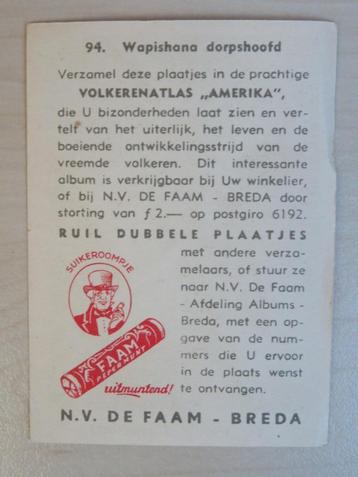 94. Wapishana dorpshoofd
Verzamel deze plaatjes in de prachtige
VOLKERENATLAS „AMERIKA”,
die U bizonderheden laat zien en ver-
telt van het uiterlijk, het leven en de
boeiende ontwikkelingsstrijd van de
vreemde volkeren. Dit interessante
album is verkrijgbaar bij Uw winkelier,
of bij N.V. DE FAAM - BREDA door
storting van ƒ 2.— op postgiro 6192.
RUIL DUBBELE PLAATJES
met andere verza-
melaars, of stuur ze
naar N.V. De Faam
- Afdeling Albums -
Breda, met een op-
gave van de num-
mers die U ervoor
in de plaats wenst
te ontvangen.
SUIKEROOMPJE
FAAM
PEPERMUNT
uitmuntend!
N.V. DE FAAM - BREDA